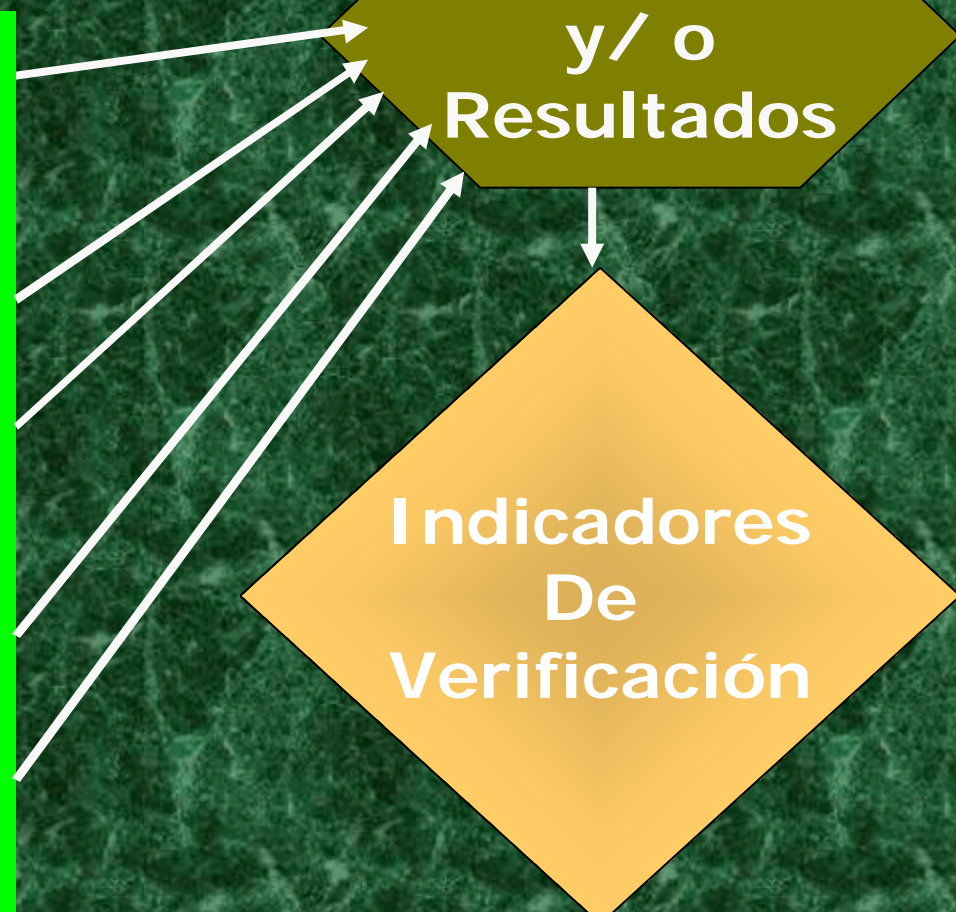 y/ o
Resultados
Indicadores
De
Verificación